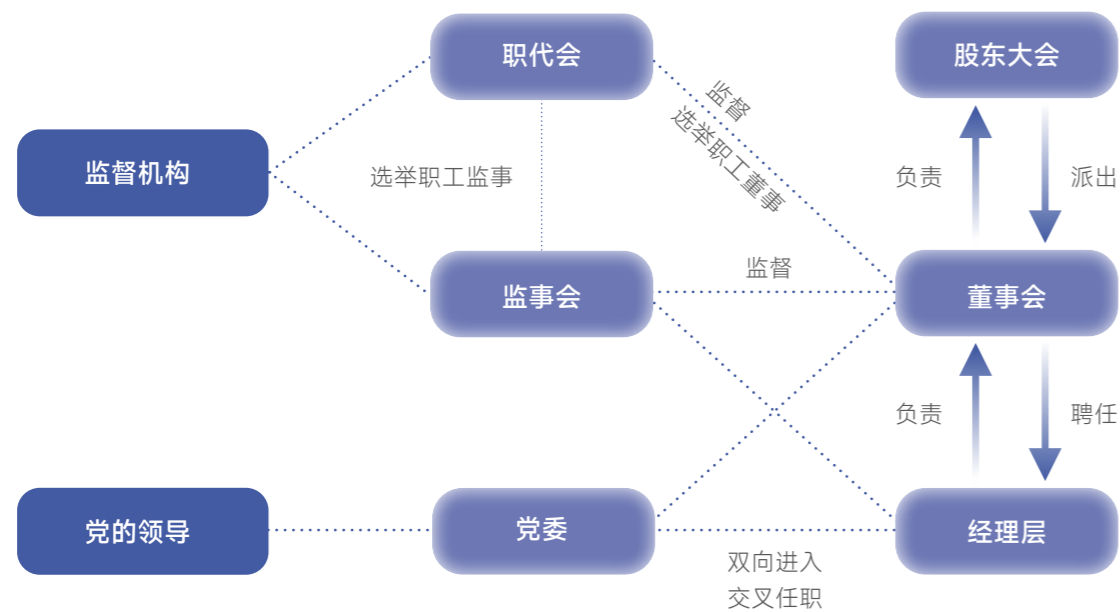 职代会
股东大会
监督
选举职工董事
监督机构
选举职工监事
负责
派出
监督
监事会
董事会
负责
聘任
党的领导
党委
经理层
双向进入
交叉任职